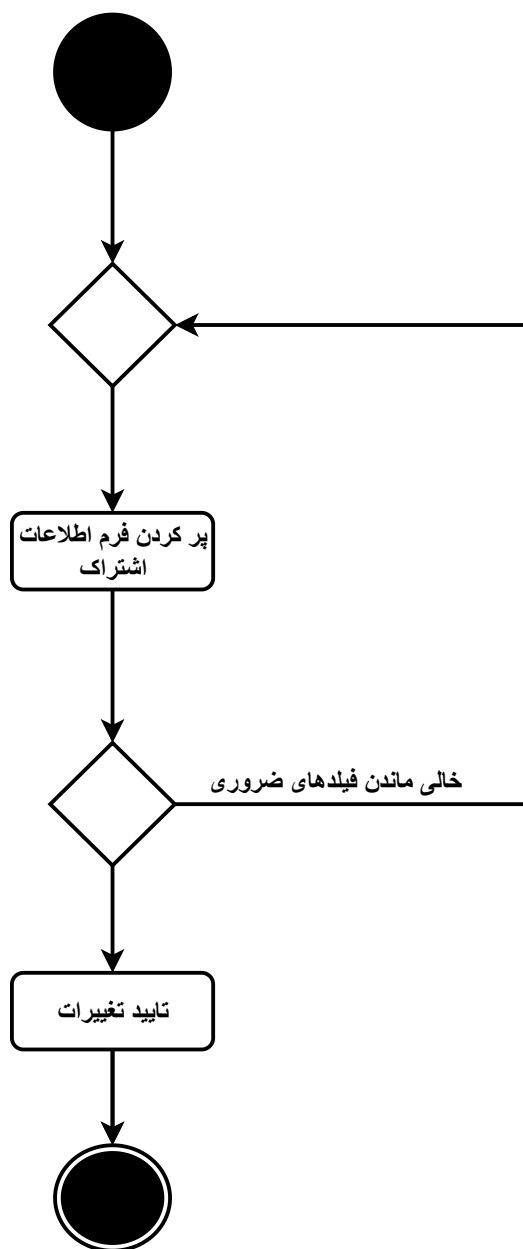 پر کردن فرم اطلاعات
اشتراک
خالی ماندن فیلدهای ضروری
تایید تغییرات